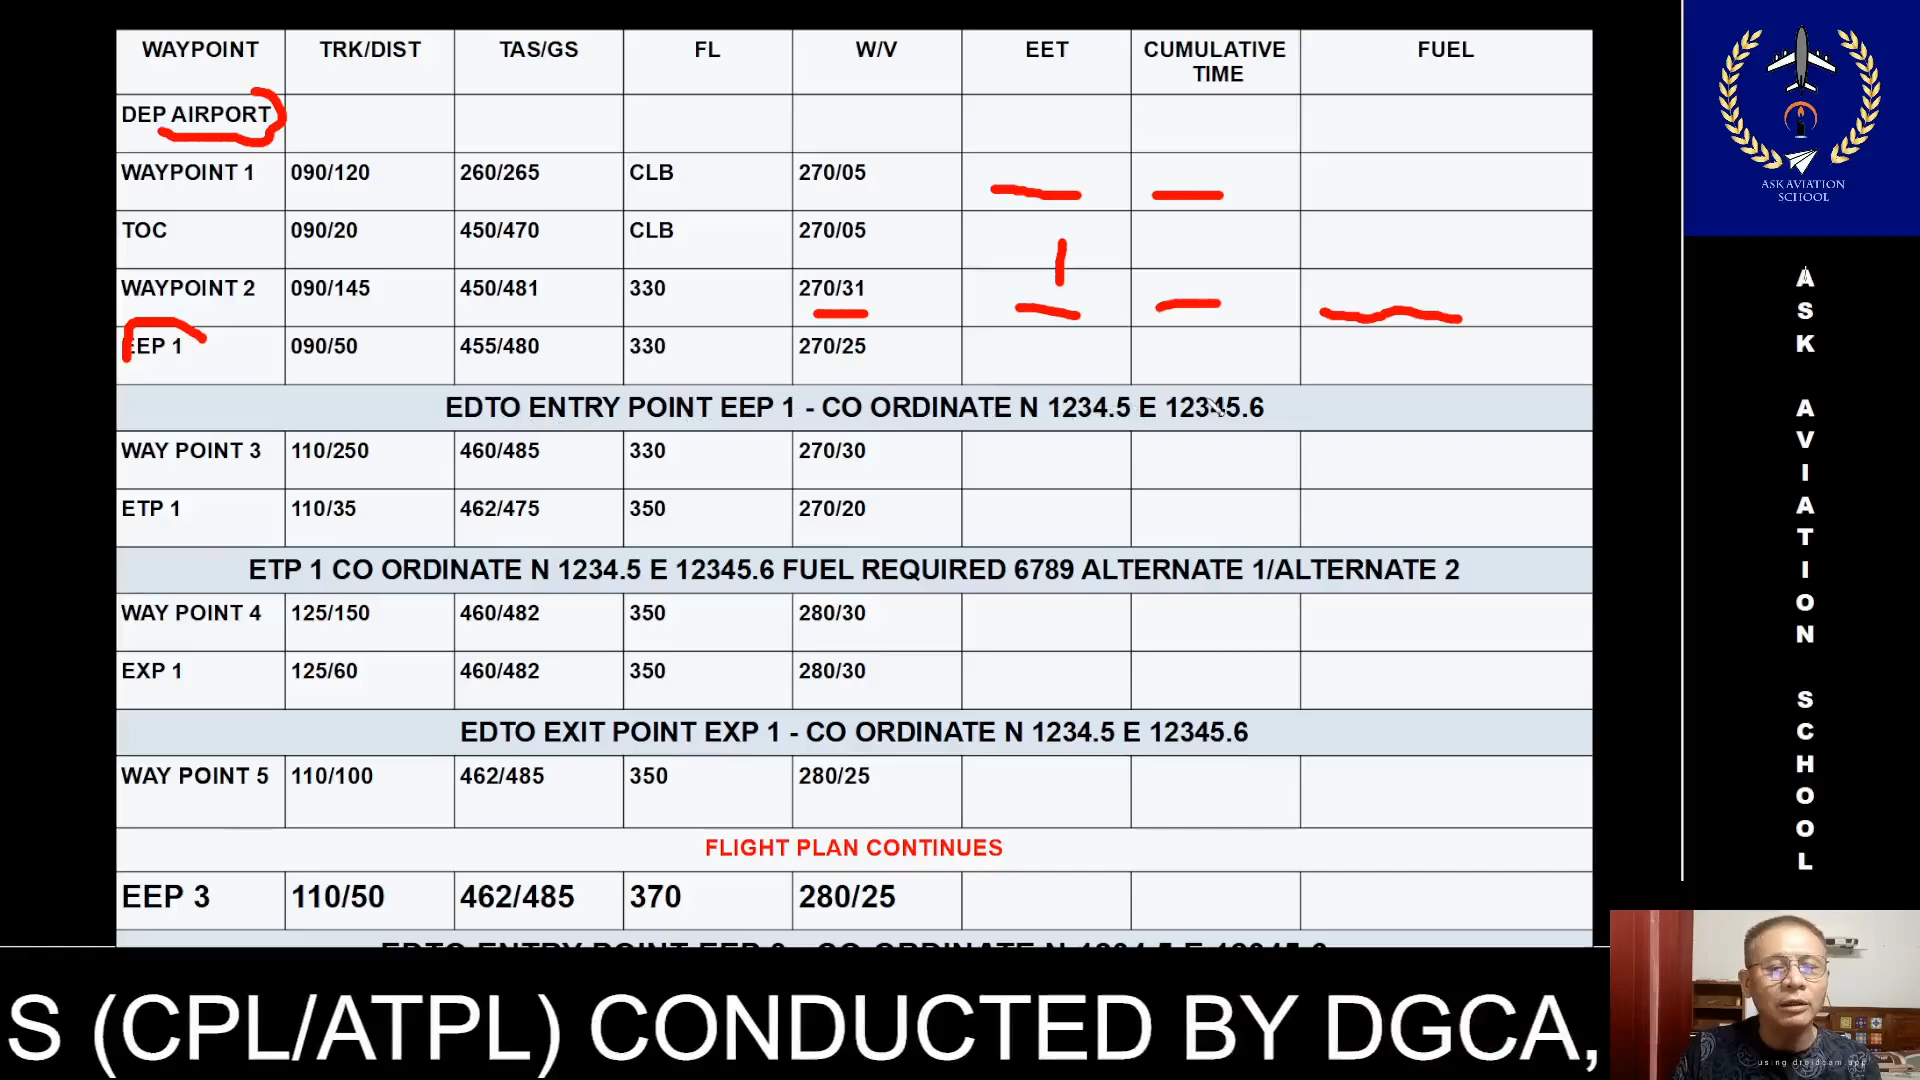 WAYPOINT TRK/DIST TAS/GS FL W/V EET CUMULATIVE TIME FUEL
DEP AIRPORT
WAYPOINT 1 090/120 260/265 CLB 270/05
TOC 090/20 450/470 CLB 270/05
WAYPOINT 2 090/145 450/481 330 270/31
EEP 1 090/50 455/480 330 270/25
EDTO ENTRY POINT EEP 1 - CO ORDINATE N 1234.5 E 12345.6
WAY POINT 3 110/250 460/485 330 270/30
ETP 1 110/35 462/475 350 270/20
ETP 1 CO ORDINATE N 1234.5 E 12345.6 FUEL REQUIRED 6789 ALTERNATE 1/ALTERNATE 2
WAY POINT 4 125/150 460/482 350 280/30
EXP 1 125/60 460/482 350 280/30
EDTO EXIT POINT EXP 1 - CO ORDINATE N 1234.5 E 12345.6
WAY POINT 5 110/100 462/485 350 280/25
FLIGHT PLAN CONTINUES
EEP 3 110/50 462/485 370 280/25
ASK AVIATION
SCHOOL
ASK AVIATION SCHOOL
S (CPL/ATPL) CONDUCTED BY DGCA,
using droidcam app